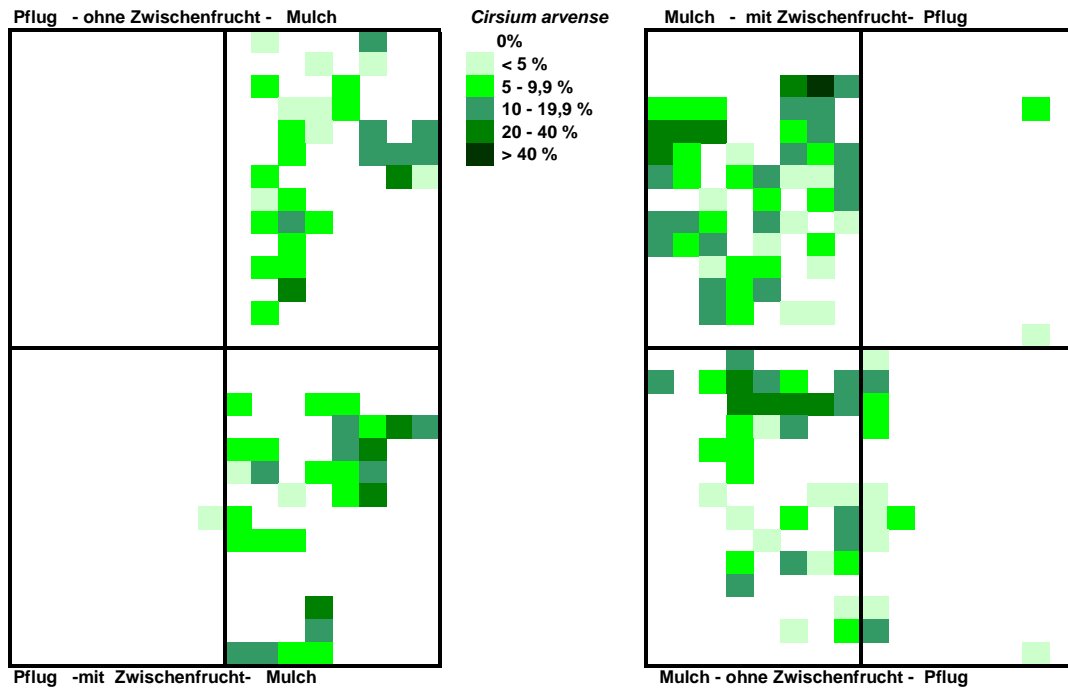 Pflug - ohne Zwischenfrucht - Mulch
Cirsium arvense
0%
< 5 %
5 - 9,9 %
10 - 19,9 %
20 - 40 %
> 40 %
Mulch - mit Zwischenfrucht- Pflug
Pflug -mit Zwischenfrucht- Mulch
Mulch - ohne Zwischenfrucht - Pflug